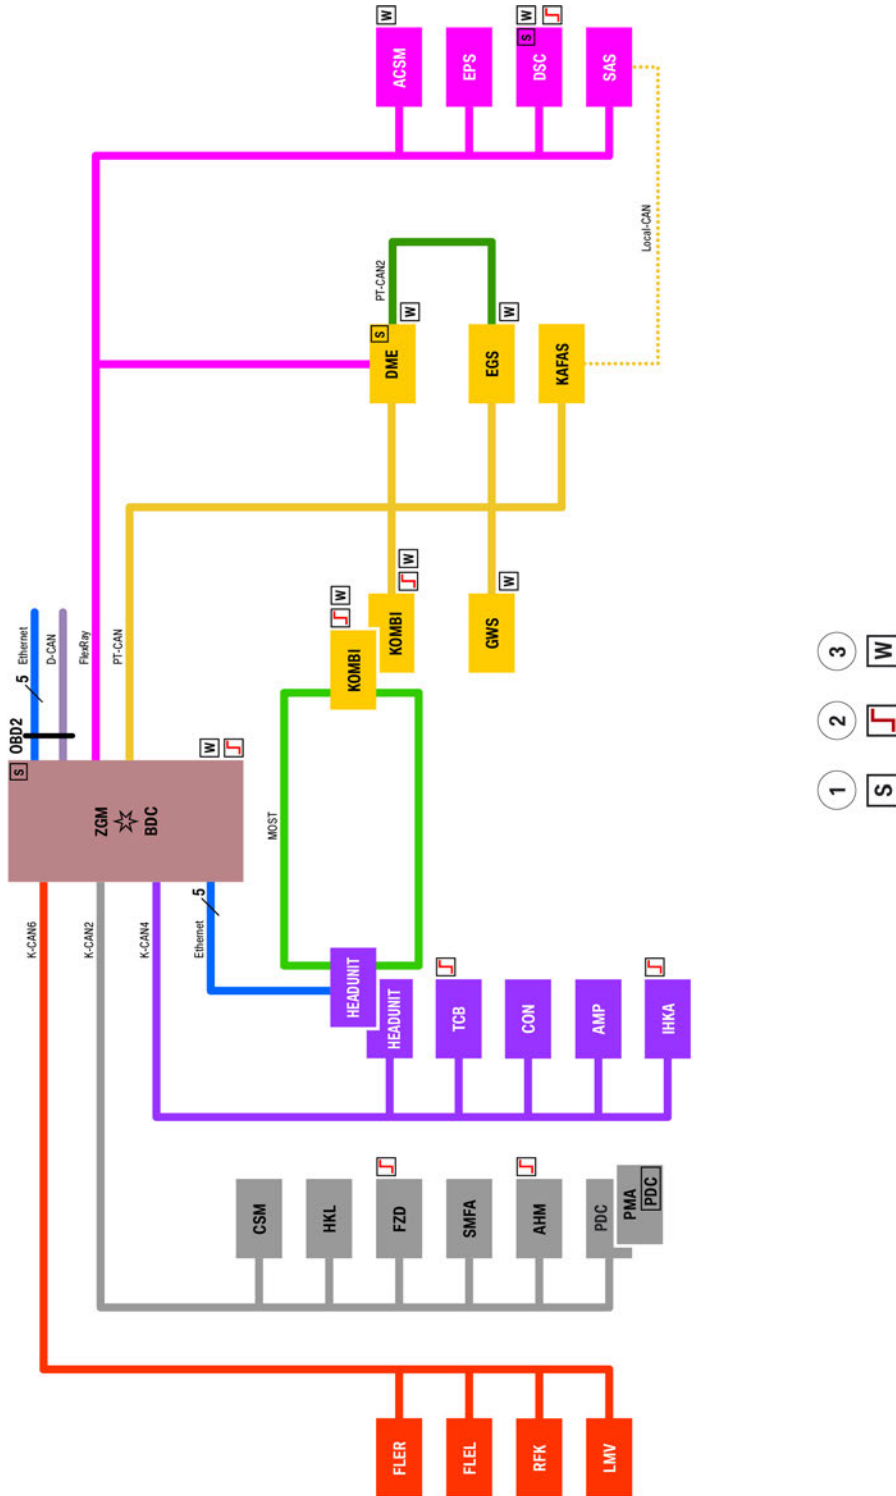 S
OBD2
5
Ethernet
D-CAN
K-CAN6
K-CAN2
FlexRay
ZGM
PT-CAN
K-CAN4
BDC
Ethernet
5
W
CSM
MOST
HKL
W
HEADUNIT
KOMBI
S
PT-CAN2
W
FLER
FZD
HEADUNIT
KOMBI
DME
ACSM
W
W
FLEL
SMFA
TCB
GWS
EGS
EPS
W
W
S
W
RFK
AHM
CON
KAFAS
DSC
LMV
PDC
AMP
SAS
PMA
PDC
Local-CAN
IHKA
1
2
3
S
W